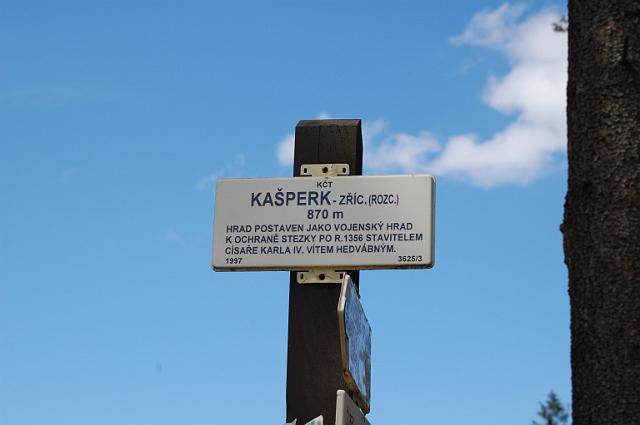 KČT
KAŠPERK - ZŘÍC. (ROZC.)
870 m
HRAD POSTAVEN JAKO VOJENSKÝ HRAD
K OCHRANĚ STEZKY PO R.1356 STAVITELEM
CÍSAŘE KARLA IV. VÍTEM HEDVÁBNÝM.
1997 3625/3